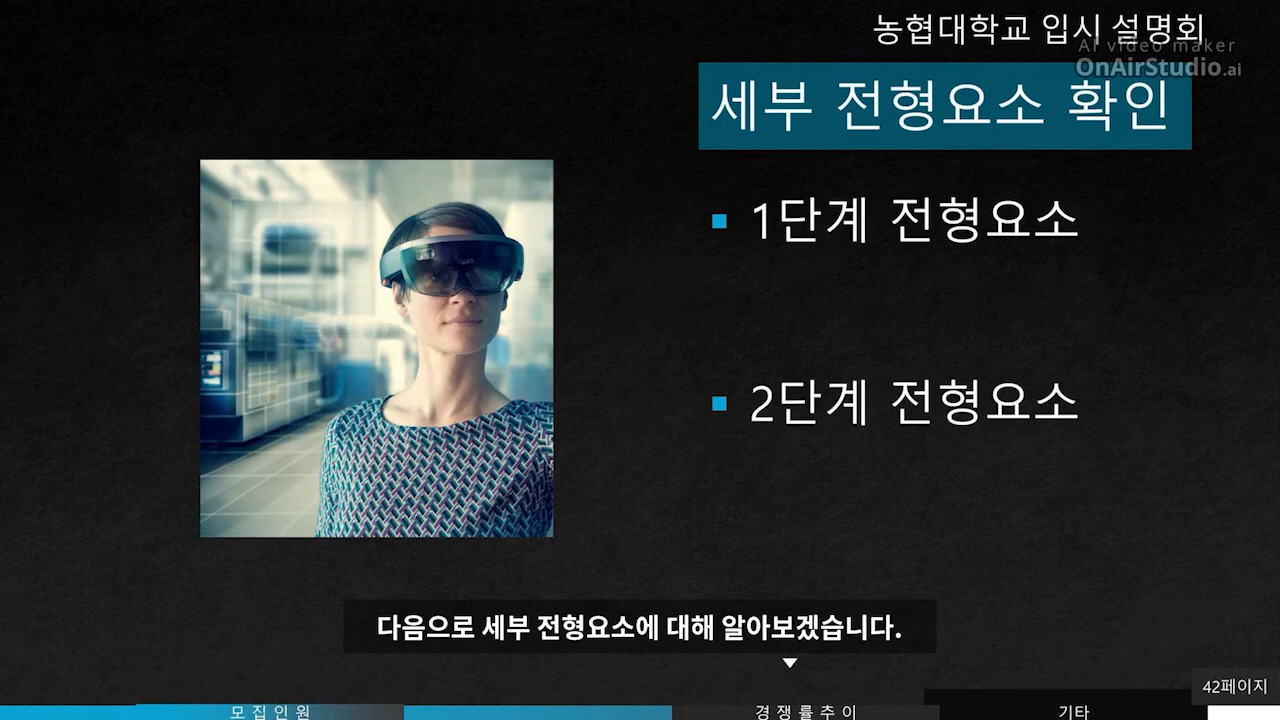 농협대학교 입시 설명회
AI video maker
OnAirStudio.ai
세부 전형요소 확인
1단계 전형요소
2단계 전형요소
다음으로 세부 전형요소에 대해 알아보겠습니다.
42페이지
모집인원
경쟁률추이
기타